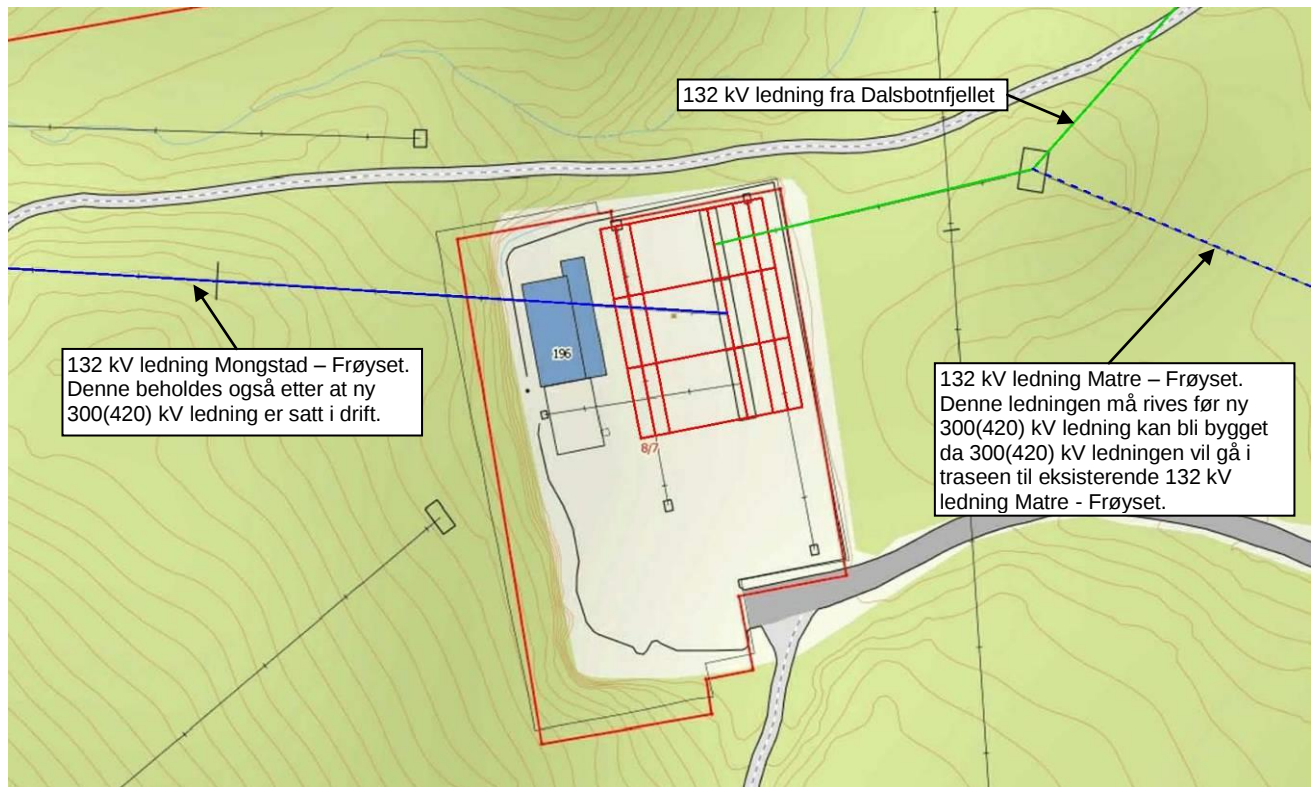 132 kV ledning fra Dalsbotnfjellet
132 kV ledning Mongstad – Frøyset.
Denne beholdes også etter at ny
300(420) kV ledning er satt i drift.
196
8/7
132 kV ledning Matre – Frøyset.
Denne ledningen må rives før ny
300(420) kV ledning kan bli bygget
da 300(420) kV ledningen vil gå i
traseen til eksisterende 132 kV
ledning Matre - Frøyset.